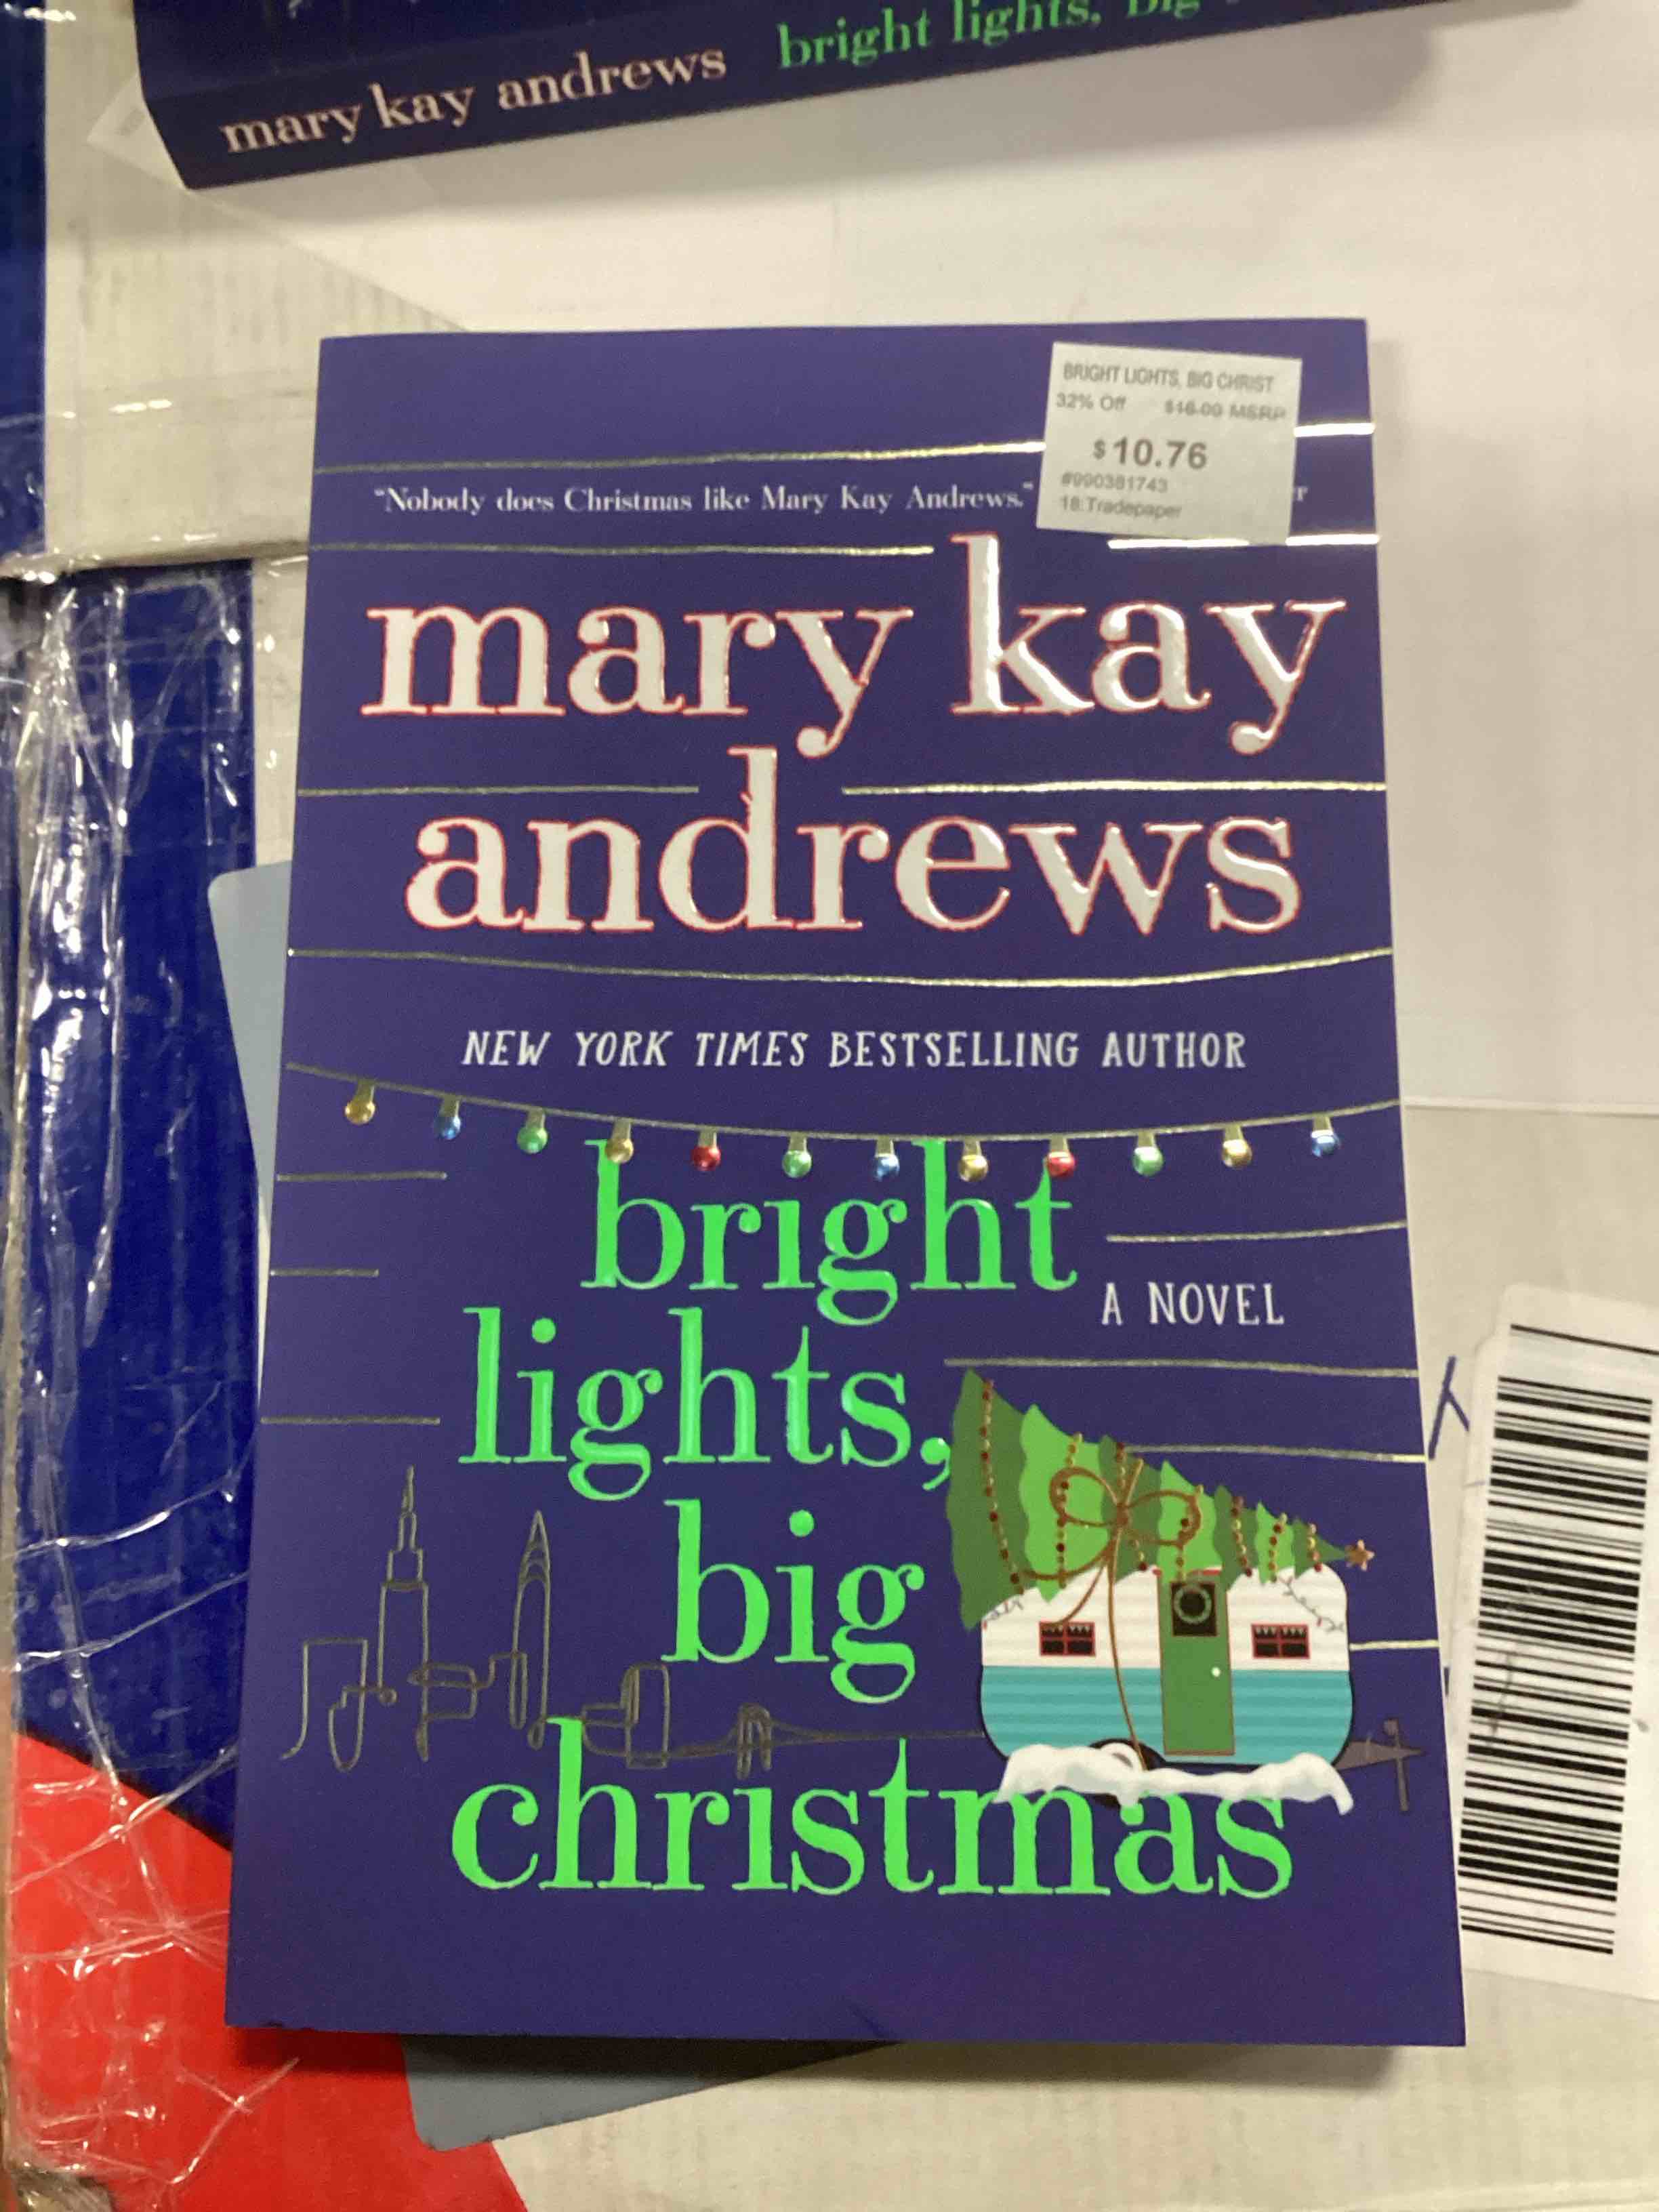 mary kay andrews bright lights, big
BRIGHT LIGHTS, BIG CHRIST
32% Off $16.00 MSRP
$10.76
#990381743
18:Tradepaper
"Nobody does Christmas like Mary Kay Andrews."
mary kay
andrews
NEW YORK TIMES BESTSELLING AUTHOR
bright
A NOVEL
lights,
big
christmas